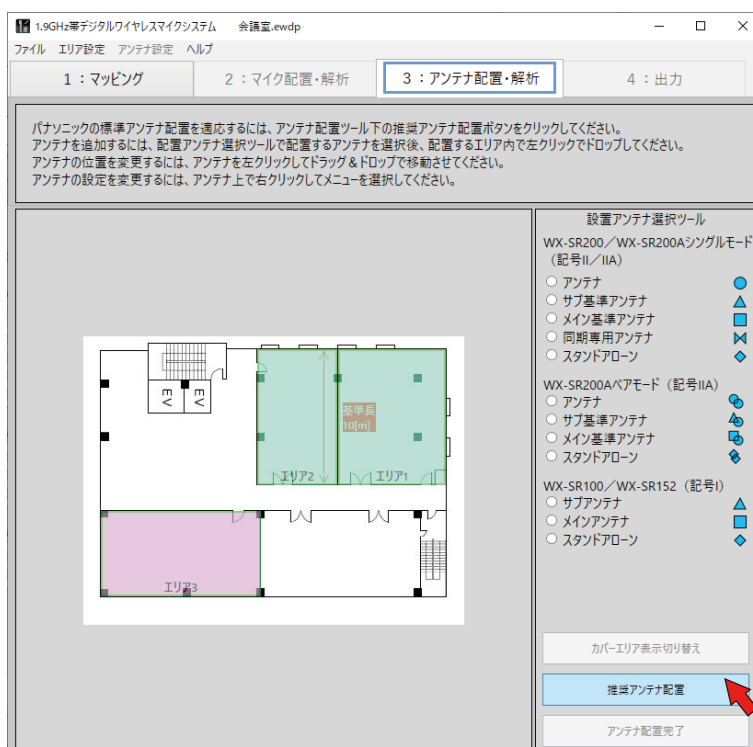 1.9GHz帯デジタルワイヤレスマイクシステム 会議室.ewdp
ファイル エリア設定 アンテナ設定 ヘルプ
1：マッピング 2：マイク配置・解析 3：アンテナ配置・解析 4：出力
パナソニックの標準アンテナ配置を適応するには、アンテナ配置ツール下の推奨アンテナ配置ボタンをクリックしてください。
アンテナを追加するには、配置アンテナ選択ツールで配置するアンテナを選択後、配置するエリア内で左クリックでドロップしてください。
アンテナの位置を変更するには、アンテナを左クリックしてドラッグ＆ドロップで移動させてください。
アンテナの設定を変更するには、アンテナ上で右クリックしてメニューを選択してください。
EV
EV
基準長
10[m]
エリア2
エリア1
エリア3
設置アンテナ選択ツール
WX-SR200／WX-SR200Aシングルモード
（記号II／IIA）
アンテナ
サブ基準アンテナ
メイン基準アンテナ
同期専用アンテナ
スタンドアローン
WX-SR200Aペアモード（記号IIA）
アンテナ
サブ基準アンテナ
メイン基準アンテナ
スタンドアローン
WX-SR100／WX-SR152（記号I）
サブアンテナ
メインアンテナ
スタンドアローン
カバーエリア表示切り替え
推奨アンテナ配置
アンテナ配置完了